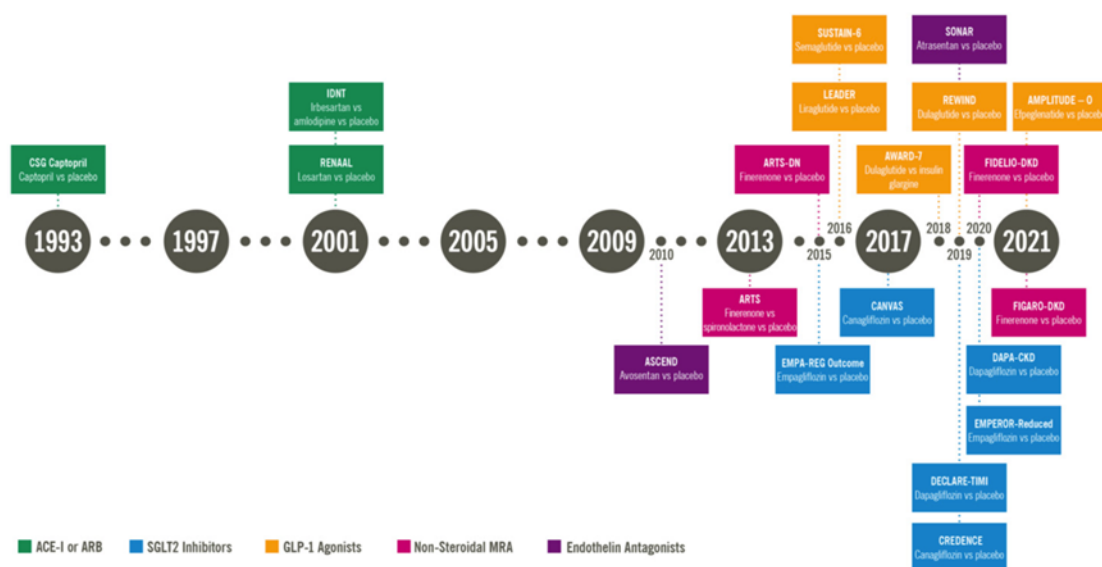 SUSTAIN-6
Semaglutide vs placebo
SONAR
Atrasentan vs placebo
IDNT
Irbesartan vs
amlodipine vs placebo
LEADER
Liraglutide vs placebo
REWIND
Dulaglutide vs placebo
AMPLITUDE – O
Efpeglenatide vs placebo
CSG Captopril
Captopril vs placebo
RENAAL
Losartan vs placebo
ARTS-DN
Finerenone vs placebo
AWARD-7
Dulaglutide vs insulin
glargine
FIDELIO-DKD
Finerenone vs placebo
1993
1997
2001
2005
2009
2010
2013
2015
2016
2017
2018
2019
2020
2021
ARTS
Finerenone vs
spironolactone vs placebo
CANVAS
Canagliflozin vs placebo
FIGARO-DKD
Finerenone vs placebo
ASCEND
Avosentan vs placebo
EMPA-REG Outcome
Empagliflozin vs placebo
DAPA-CKD
Dapagliflozin vs placebo
EMPEROR-Reduced
Empagliflozin vs placebo
DECLARE-TIMI
Dapagliflozin vs placebo
CREDENCE
Canagliflozin vs placebo
ACE-I or ARB
SGLT2 Inhibitors
GLP-1 Agonists
Non-Steroidal MRA
Endothelin Antagonists